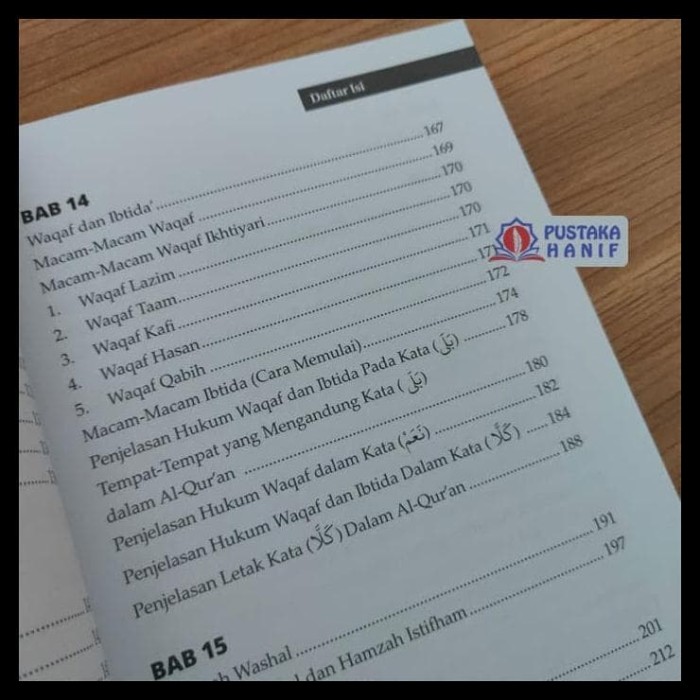 Daftar Isi
BAB 14
Waqaf dan Ibtida' 167
Macam-Macam Waqaf 169
Macam-Macam Waqaf Ikhtiyari 170
1. Waqaf Lazim 170
2. Waqaf Taam 170
3. Waqaf Kafi 171
4. Waqaf Hasan 171
5. Waqaf Qabih 172
Macam-Macam Ibtida (Cara Memulai) 174
Penjelasan Hukum Waqaf dan Ibtida Pada Kata (بَلَى) 178
Tempat-Tempat yang Mengandung Kata (بَلَى)
dalam Al-Qur'an 180
Penjelasan Hukum Waqaf dalam Kata (نَعَمْ) 182
Penjelasan Hukum Waqaf dan Ibtida Dalam Kata (كَلَّا) 184
Penjelasan Letak Kata (كَلَّا) Dalam Al-Qur'an 188
BAB 15
Washal 191
dan Hamzah Istifham 197
201
212
PUSTAKA
HANIF